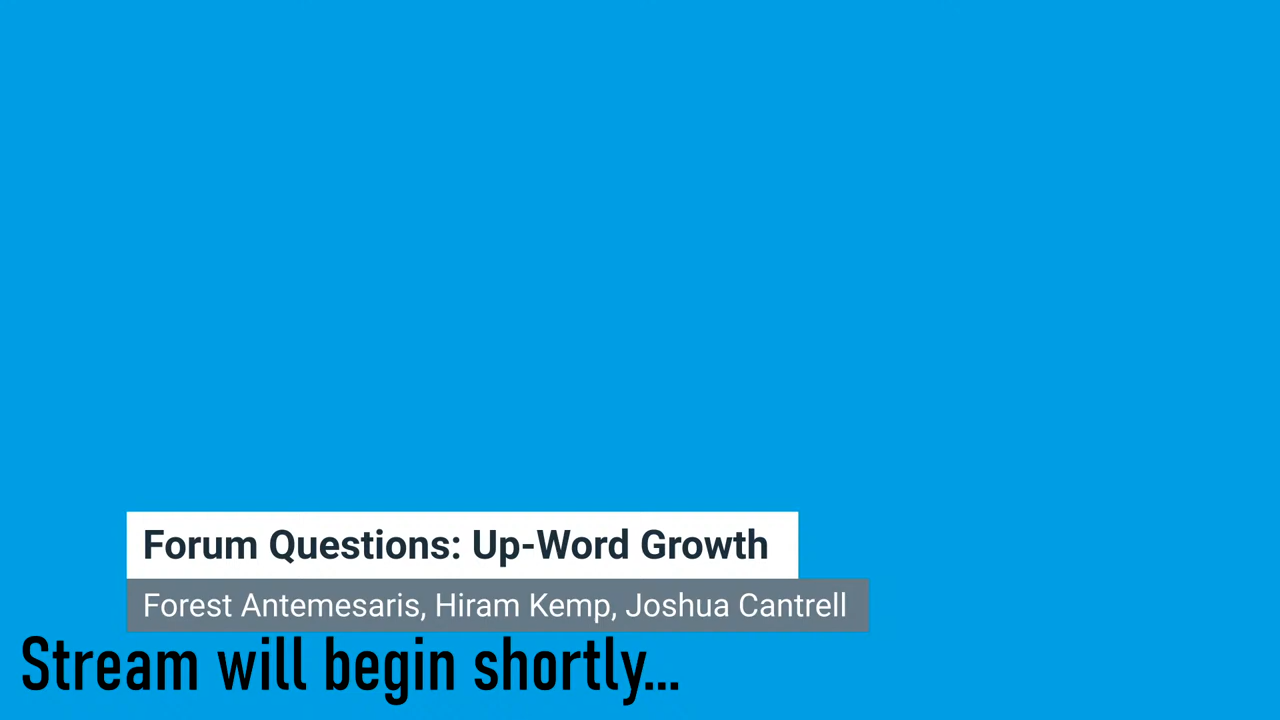 Forum Questions: Up-Word Growth
Forest Antemesaris, Hiram Kemp, Joshua Cantrell
Stream will begin shortly...